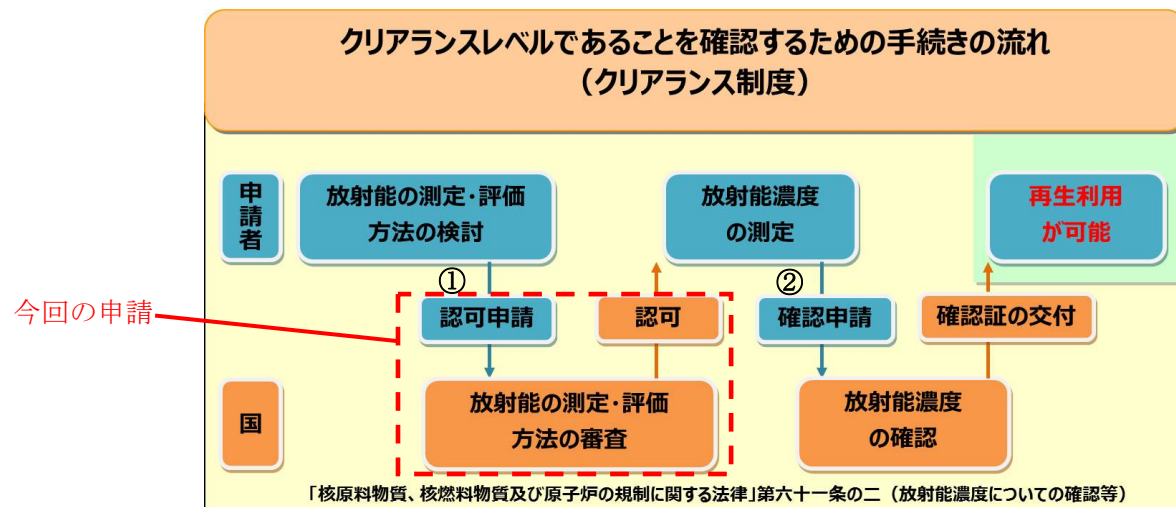 クリアランスレベルであることを確認するための手続きの流れ
（クリアランス制度）
申請者
放射能の測定・評価
方法の検討
放射能濃度
の測定
再生利用
が可能
①
②
今回の申請
認可申請
認可
確認申請
確認証の交付
国
放射能の測定・評価
方法の審査
放射能濃度
の確認
「核原料物質、核燃料物質及び原子炉の規制に関する法律」第六十一条の二（放射能濃度についての確認等）